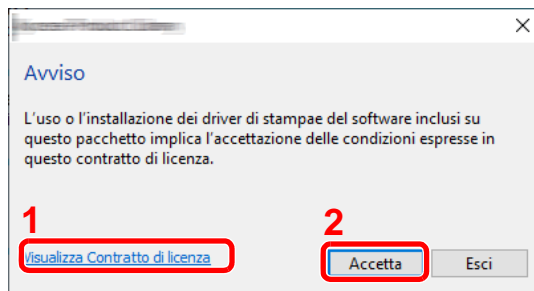 Avviso
L'uso o l'installazione dei driver di stampae del software inclusi su
questo pacchetto implica l'accettazione delle condizioni espresse in
questo contratto di licenza.
1
2
Visualizza Contratto di licenza
Accetta
Esci